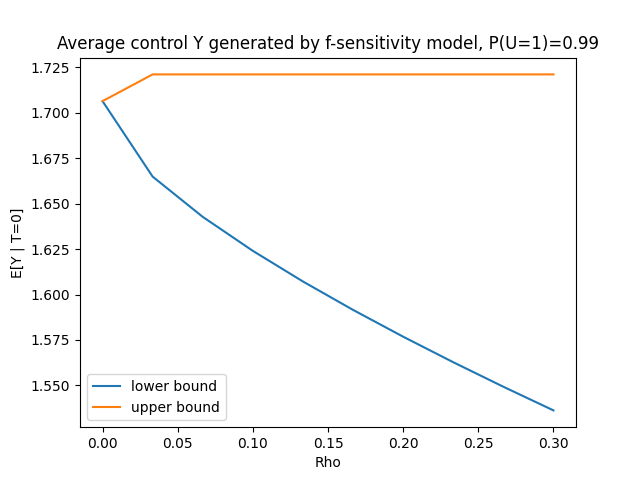 Average control Y generated by f-sensitivity model, P(U=1)=0.99
1.725
1.700
1.675
1.650
1.625
1.600
1.575
1.550
E[Y | T=0]
lower bound
upper bound
0.00 0.05 0.10 0.15 0.20 0.25 0.30
Rho